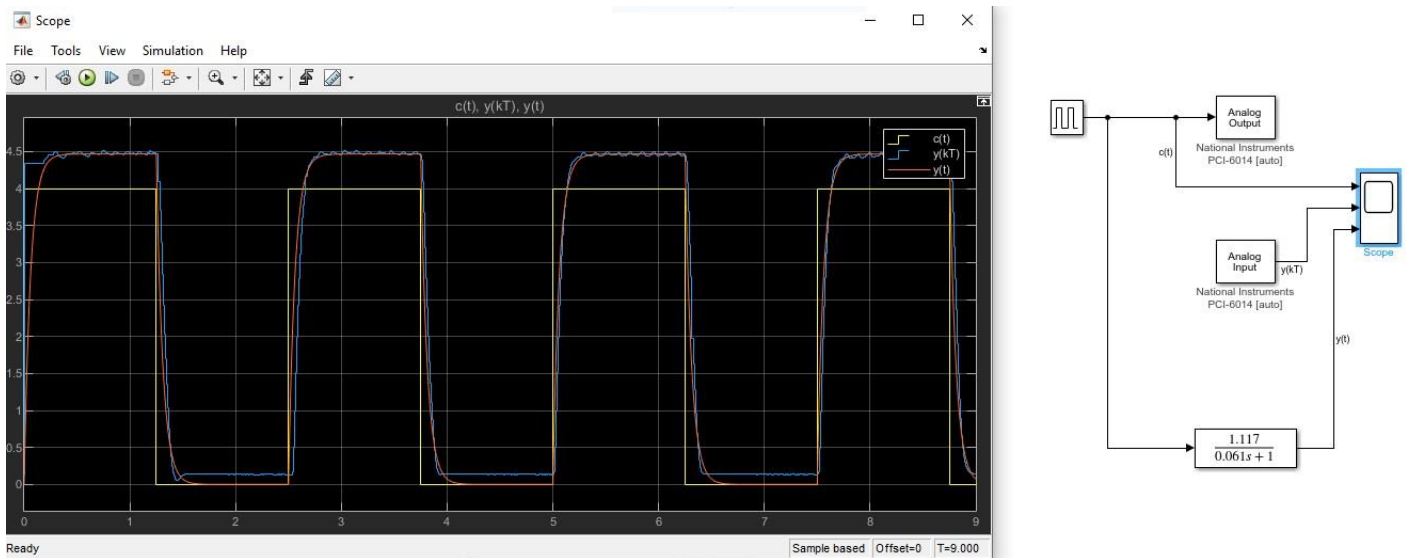 Scope
File Tools View Simulation Help
c(t), y(kT), y(t)
c(t)
y(kT)
y(t)
4.5
4
3.5
3
2.5
2
1.5
1
0.5
0
0 1 2 3 4 5 6 7 8 9
Ready
Sample based Offset=0 T=9.000
Analog
Output
National Instruments
PCI-6014 [auto]
c(t)
Scope
Analog
Input
y(kT)
National Instruments
PCI-6014 [auto]
y(t)
1.117
0.061s + 1